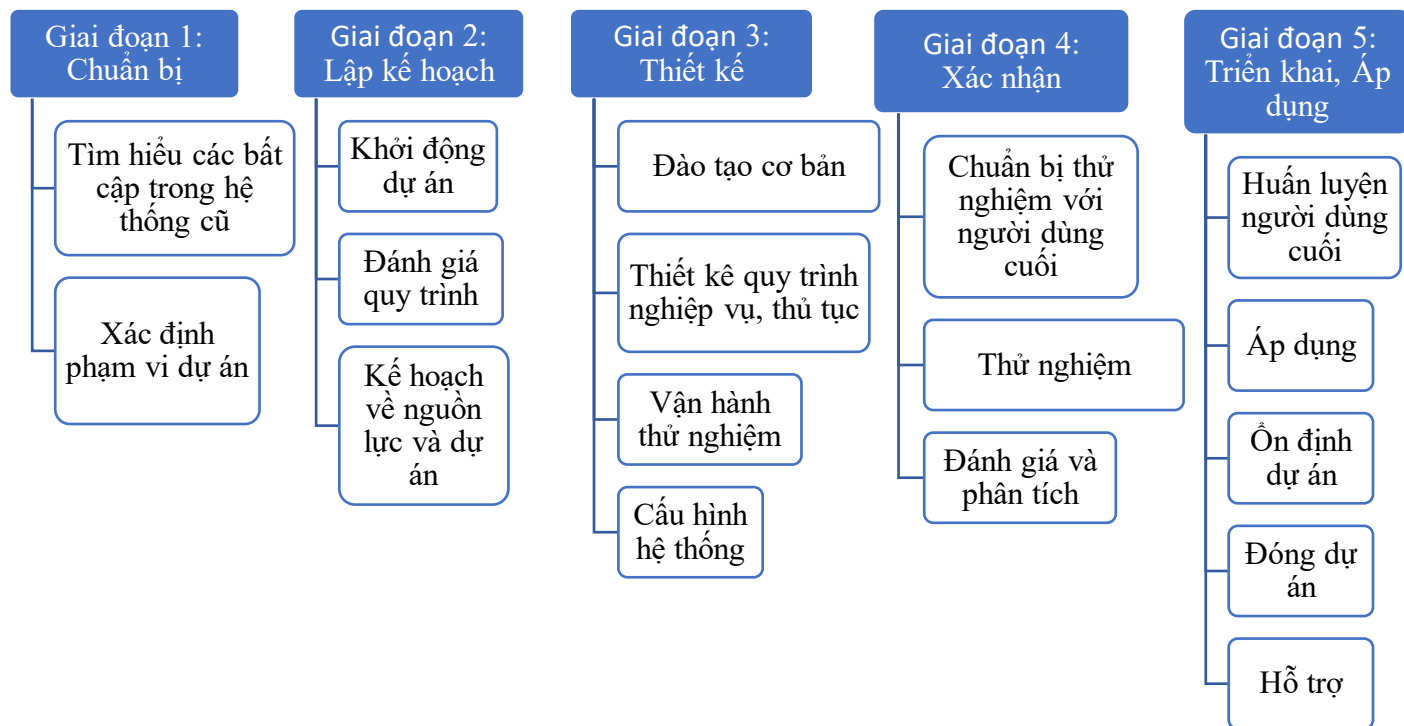 Giai đoạn 1:
Chuẩn bị
Tìm hiểu các bất
cập trong hệ
thống cũ
Xác định
phạm vi dự án
Giai đoạn 2:
Lập kế hoạch
Khởi động
dự án
Đánh giá
quy trình
Kế hoạch
về nguồn
lực và dự
án
Giai đoạn 3:
Thiết kế
Đào tạo cơ bản
Thiết kê quy trình
nghiệp vụ, thủ tục
Vận hành
thử nghiệm
Cấu hình
hệ thống
Giai đoạn 4:
Xác nhận
Chuẩn bị thử
nghiệm với
người dùng
cuối
Thử nghiệm
Đánh giá và
phân tích
Giai đoạn 5:
Triển khai, Áp
dụng
Huấn luyện
người dùng
cuối
Áp dụng
Ổn định
dự án
Đóng dự
án
Hỗ trợ